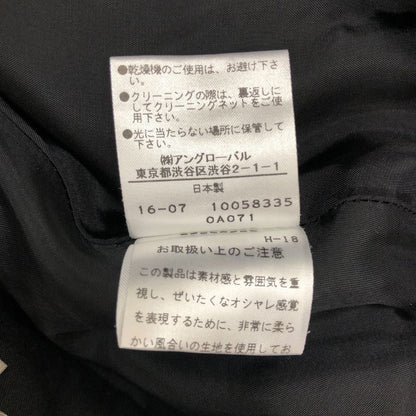 ●乾燥機のご使用は、お避け下さ
い。
●クリーニングの際は、裏返しに
してクリーニングネットをご使用
下さい。
●光に当たらない場所に保管して
下さい。
㈱アングローバル
東京都渋谷区渋谷2-1-1
日本製
16-07 10058335
0A071
H-18
お取扱い上のご注意
この製品は素材感と雰囲気を重
視し、ぜいたくなオシャレ感覚
を表現するために、非常に柔ら
かい風合いの生地を使用してお